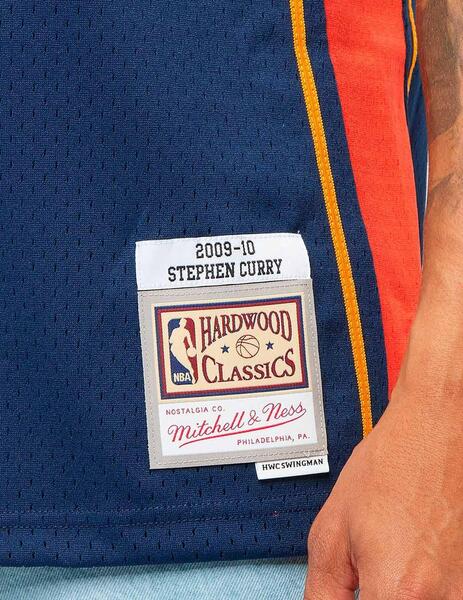 2009-10
STEPHEN CURRY
HARDWOOD
NBA
CLASSICS
NOSTALGIA CO.
Mitchell & Ness
PHILADELPHIA, PA.
HWC SWINGMAN